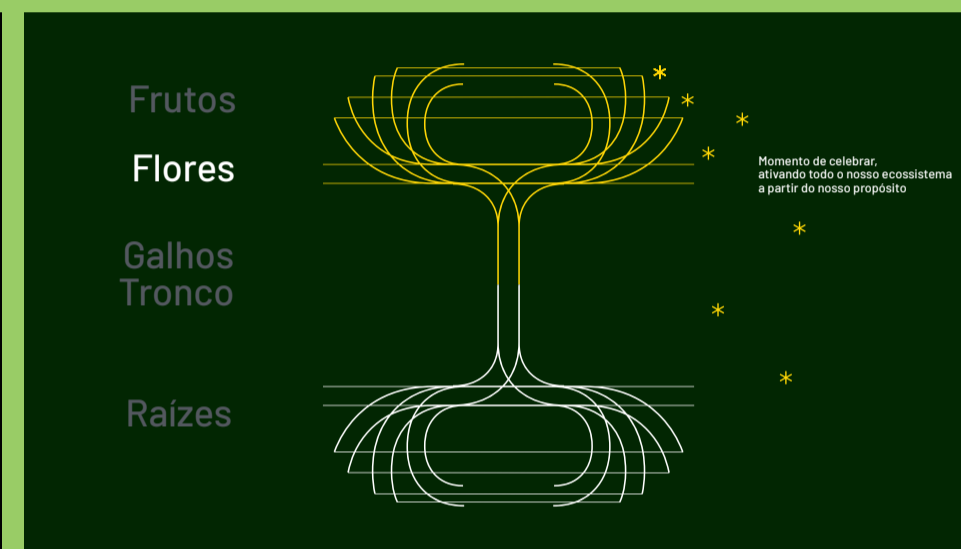 Frutos
Flores
Galhos
Tronco
Raízes
Momento de celebrar,
ativando todo o nosso ecossistema
a partir do nosso propósito